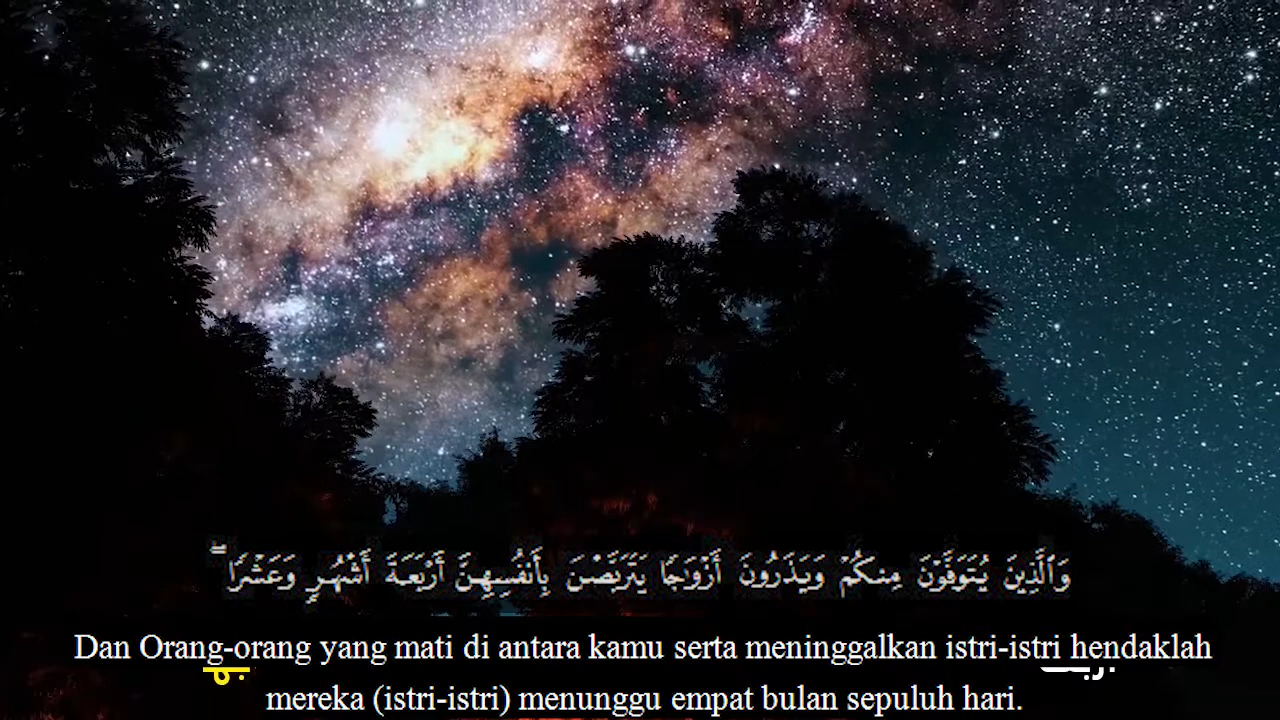 وَٱلَّذِينَ يُتَوَفَّوْنَ مِنكُمْ وَيَذَرُونَ أَزْوَٰجًا يَتَرَبَّصْنَ بِأَنفُسِهِنَّ أَرْبَعَةَ أَشْهُرٍ وَعَشْرًا ۖ
Dan Orang-orang yang mati di antara kamu serta meninggalkan istri-istri hendaklah
mereka (istri-istri) menunggu empat bulan sepuluh hari.